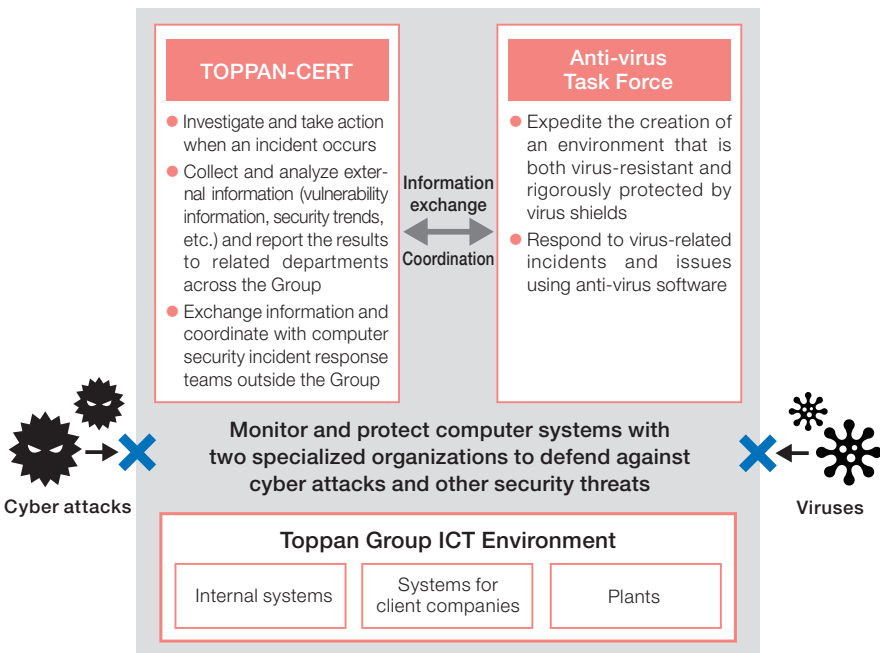 TOPPAN-CERT
Investigate and take action
when an incident occurs
Collect and analyze exter-
nal information (vulnerability
information, security trends,
etc.) and report the results
to related departments
across the Group
Exchange information and
coordinate with computer
security incident response
teams outside the Group
Information
exchange
Coordination
Anti-virus
Task Force
Expedite the creation of
an environment that is
both virus-resistant and
rigorously protected by
virus shields
Respond to virus-related
incidents and issues
using anti-virus software
Cyber attacks
Monitor and protect computer systems with
two specialized organizations to defend against
cyber attacks and other security threats
Viruses
Toppan Group ICT Environment
Internal systems
Systems for
client companies
Plants